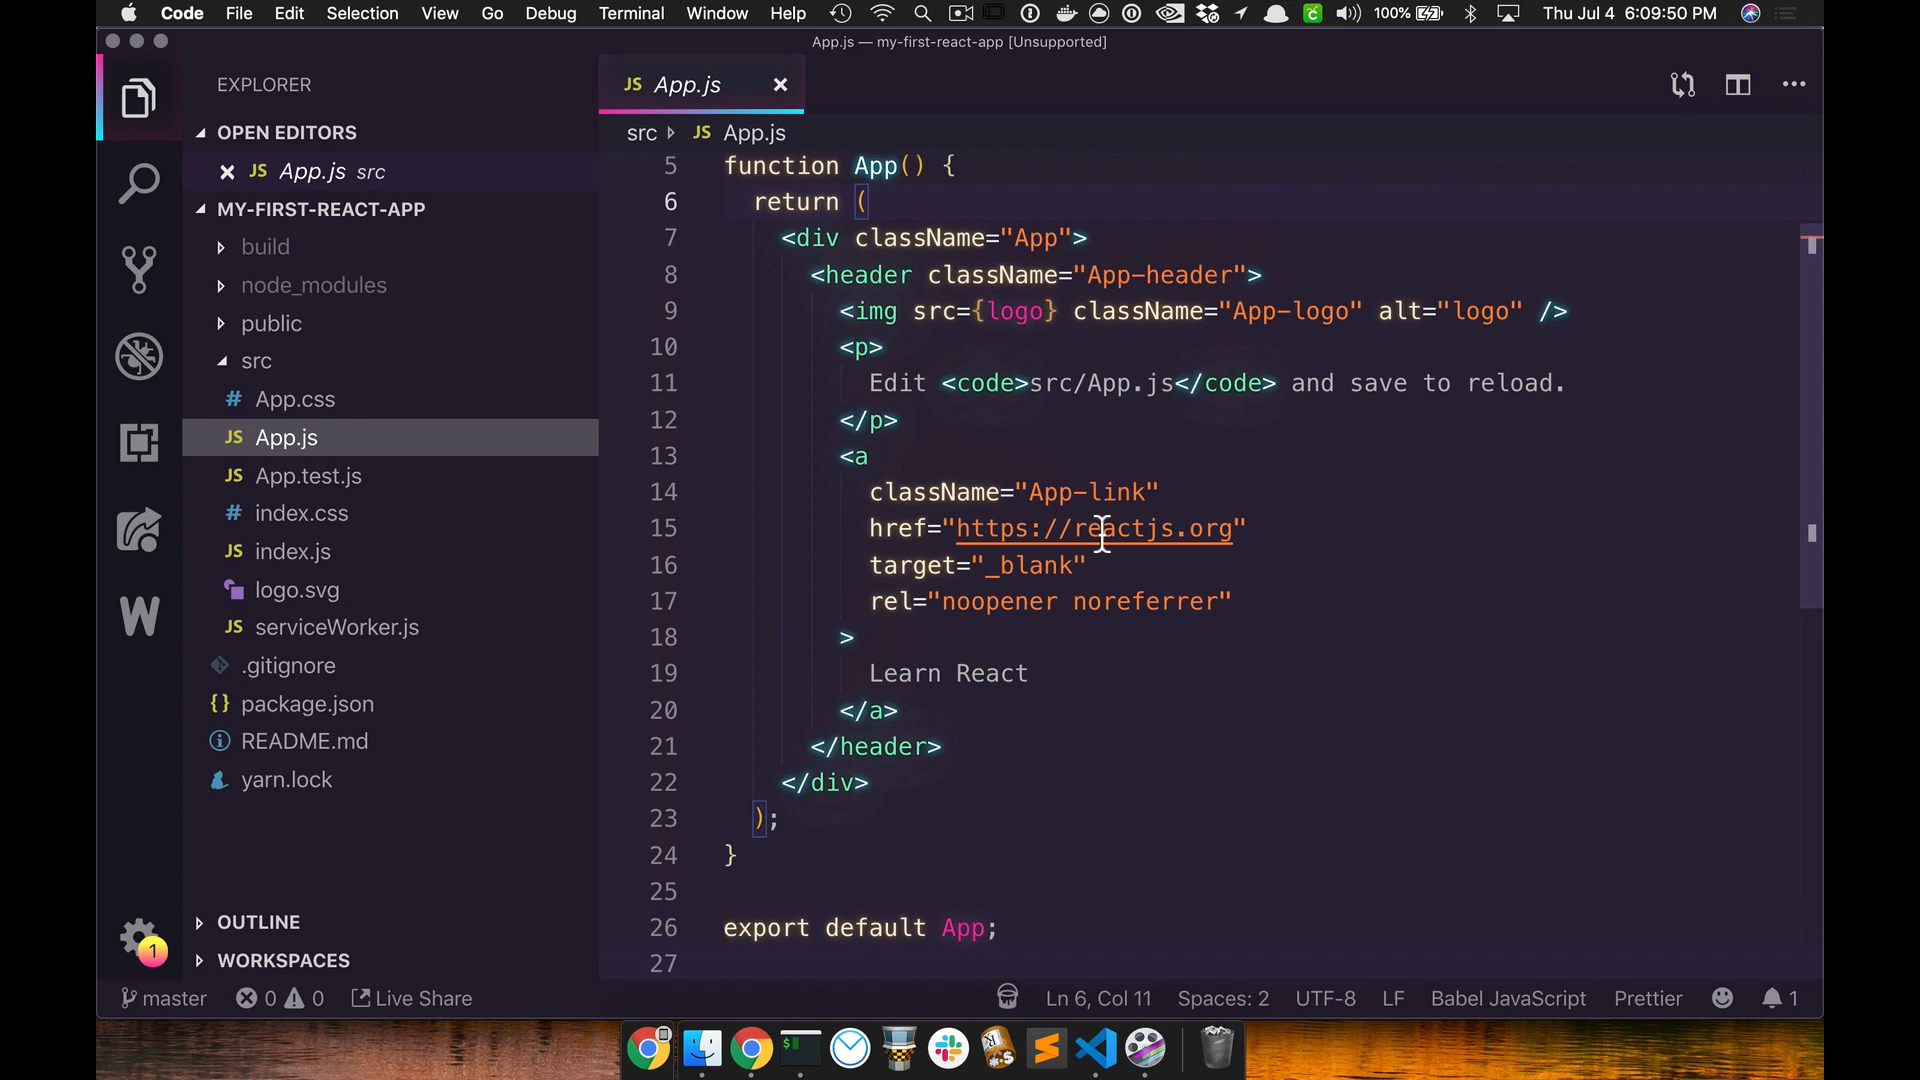 Code File Edit Selection View Go Debug Terminal Window Help 100% Thu Jul 4 6:09:50 PM
App.js — my-first-react-app [Unsupported]
EXPLORER
OPEN EDITORS
JS App.js src
MY-FIRST-REACT-APP
build
node_modules
public
src
# App.css
JS App.js
JS App.test.js
# index.css
JS index.js
logo.svg
JS serviceWorker.js
.gitignore
{} package.json
README.md
yarn.lock
OUTLINE
WORKSPACES
1
JS App.js
src JS App.js
5 function App() {
6 return (
7 <div className="App">
8 <header className="App-header">
9 <img src={logo} className="App-logo" alt="logo" />
10 <p>
11 Edit <code>src/App.js</code> and save to reload.
12 </p>
13 <a
14 className="App-link"
15 href="https://reactjs.org"
16 target="_blank"
17 rel="noopener noreferrer"
18 >
19 Learn React
20 </a>
21 </header>
22 </div>
23 );
24 }
25
26 export default App;
27
master 0 0 Live Share Ln 6, Col 11 Spaces: 2 UTF-8 LF Babel JavaScript Prettier 1